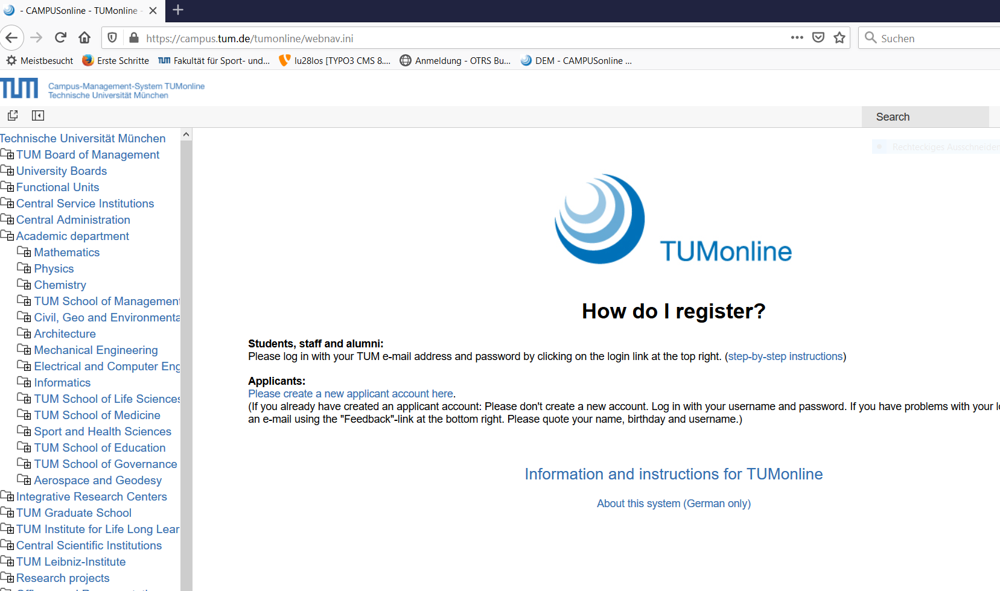 - CAMPUSonline - TUMonline -
https://campus.tum.de/tumonline/webnav.ini
Suchen
Meistbesucht
Erste Schritte
TUM Fakultät für Sport- und...
lu28los [TYPO3 CMS 8....
Anmeldung - OTRS Bu...
DEM - CAMPUSonline ...
TUM
Campus-Management-System TUMonline
Technische Universität München
Search
Rechteckiges Ausschneiden
Technische Universität München
TUM Board of Management
University Boards
Functional Units
Central Service Institutions
Central Administration
Academic department
Mathematics
Physics
Chemistry
TUM School of Management
Civil, Geo and Environmenta
Architecture
Mechanical Engineering
Electrical and Computer Eng
Informatics
TUM School of Life Sciences
TUM School of Medicine
Sport and Health Sciences
TUM School of Education
TUM School of Governance
Aerospace and Geodesy
Integrative Research Centers
TUM Graduate School
TUM Institute for Life Long Lear
Central Scientific Institutions
TUM Leibniz-Institute
Research projects
TUMonline
How do I register?
Students, staff and alumni:
Please log in with your TUM e-mail address and password by clicking on the login link at the top right. (step-by-step instructions)
Applicants:
Please create a new applicant account here.
(If you already have created an applicant account: Please don't create a new account. Log in with your username and password. If you have problems with your lo
an e-mail using the "Feedback"-link at the bottom right. Please quote your name, birthday and username.)
Information and instructions for TUMonline
About this system (German only)